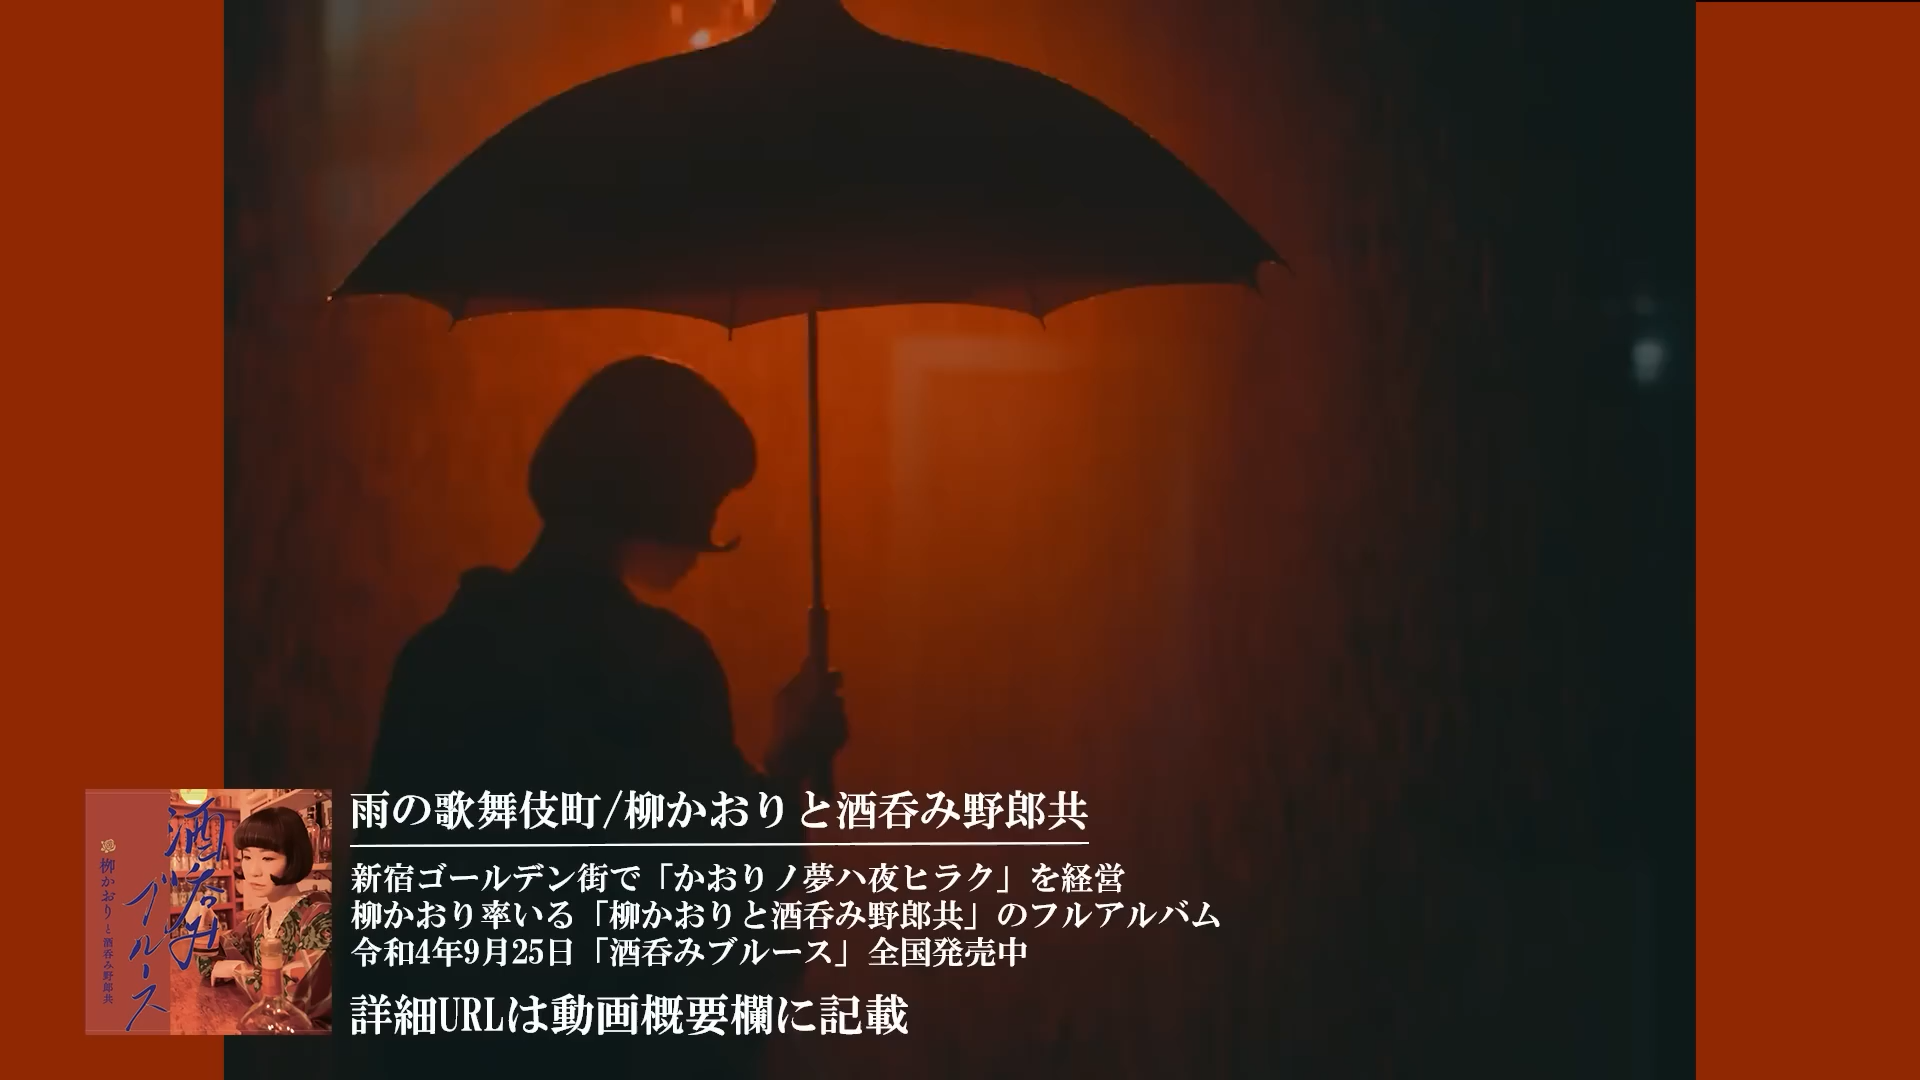 雨の歌舞伎町/柳かおりと酒呑み野郎共
新宿ゴールデン街で「かおりノ夢ハ夜ヒラク」を経営
柳かおり率いる「柳かおりと酒呑み野郎共」のフルアルバム
令和4年9月25日「酒呑みブルース」全国発売中
詳細URLは動画概要欄に記載
酒呑み
ブルース
柳かおりと酒呑み野郎共